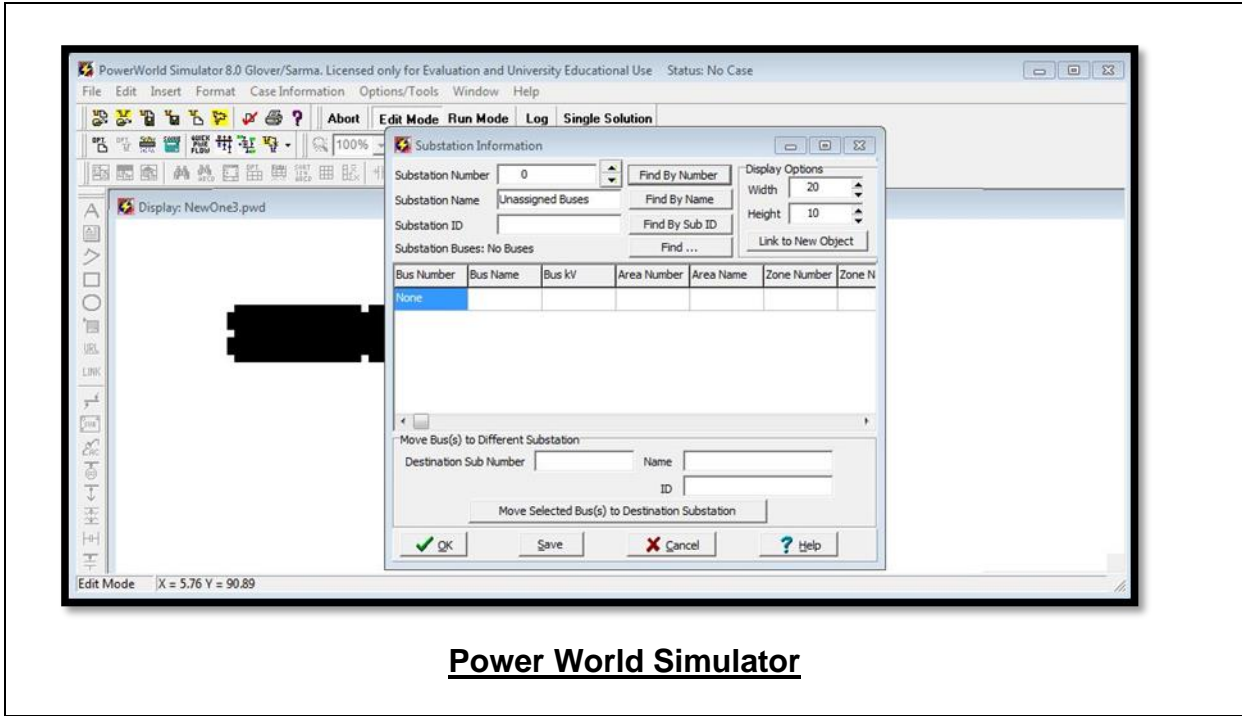 PowerWorld Simulator 8.0 Glover/Sarma. Licensed only for Evaluation and University Educational Use Status: No Case
File Edit Insert Format Case Information Options/Tools Window Help
Abort Edit Mode Run Mode Log Single Solution
100%
Display: NewOne3.pwd
A
URL
LINK
Substation Information
Substation Number 0 Find By Number
Substation Name Unassigned Buses Find By Name
Substation ID Find By Sub ID
Substation Buses: No Buses Find ...
Display Options
Width 20
Height 10
Link to New Object
Bus Number Bus Name Bus kV Area Number Area Name Zone Number Zone N
None
Move Bus(s) to Different Substation
Destination Sub Number Name
ID
Move Selected Bus(s) to Destination Substation
OK Save Cancel ? Help
Edit Mode X = 5.76 Y = 90.89
Power World Simulator